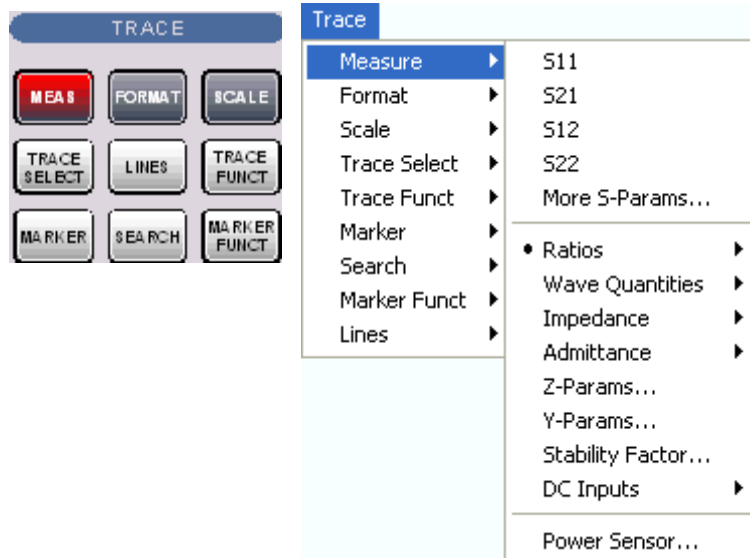 TRACE
MEAS
FORMAT
SCALE
TRACE
SELECT
LINES
TRACE
FUNCT
MARKER
SEARCH
MARKER
FUNCT
Trace
Measure
Format
Scale
Trace Select
Trace Funct
Marker
Search
Marker Funct
Lines
S11
S21
S12
S22
More S-Params...
Ratios
Wave Quantities
Impedance
Admittance
Z-Params...
Y-Params...
Stability Factor...
DC Inputs
Power Sensor...